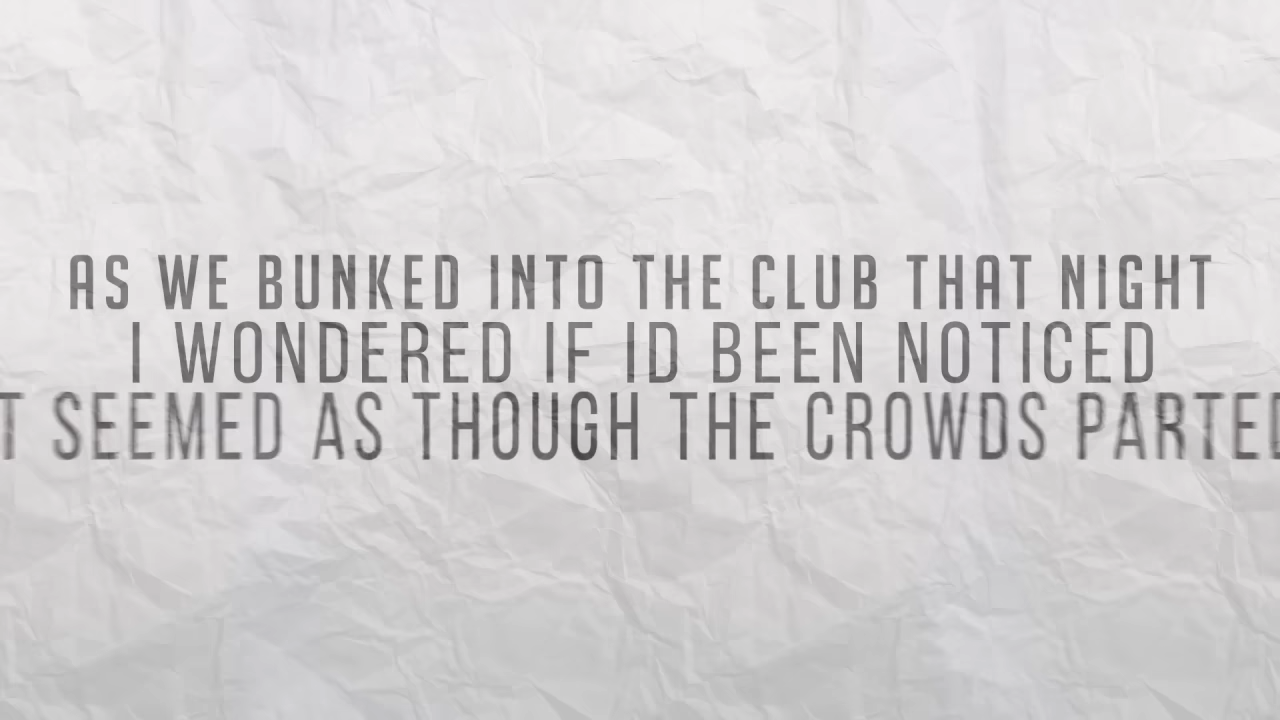 AS WE BUNKED INTO THE CLUB THAT NIGHT
I WONDERED IF ID BEEN NOTICED
T SEEMED AS THOUGH THE CROWDS PARTED